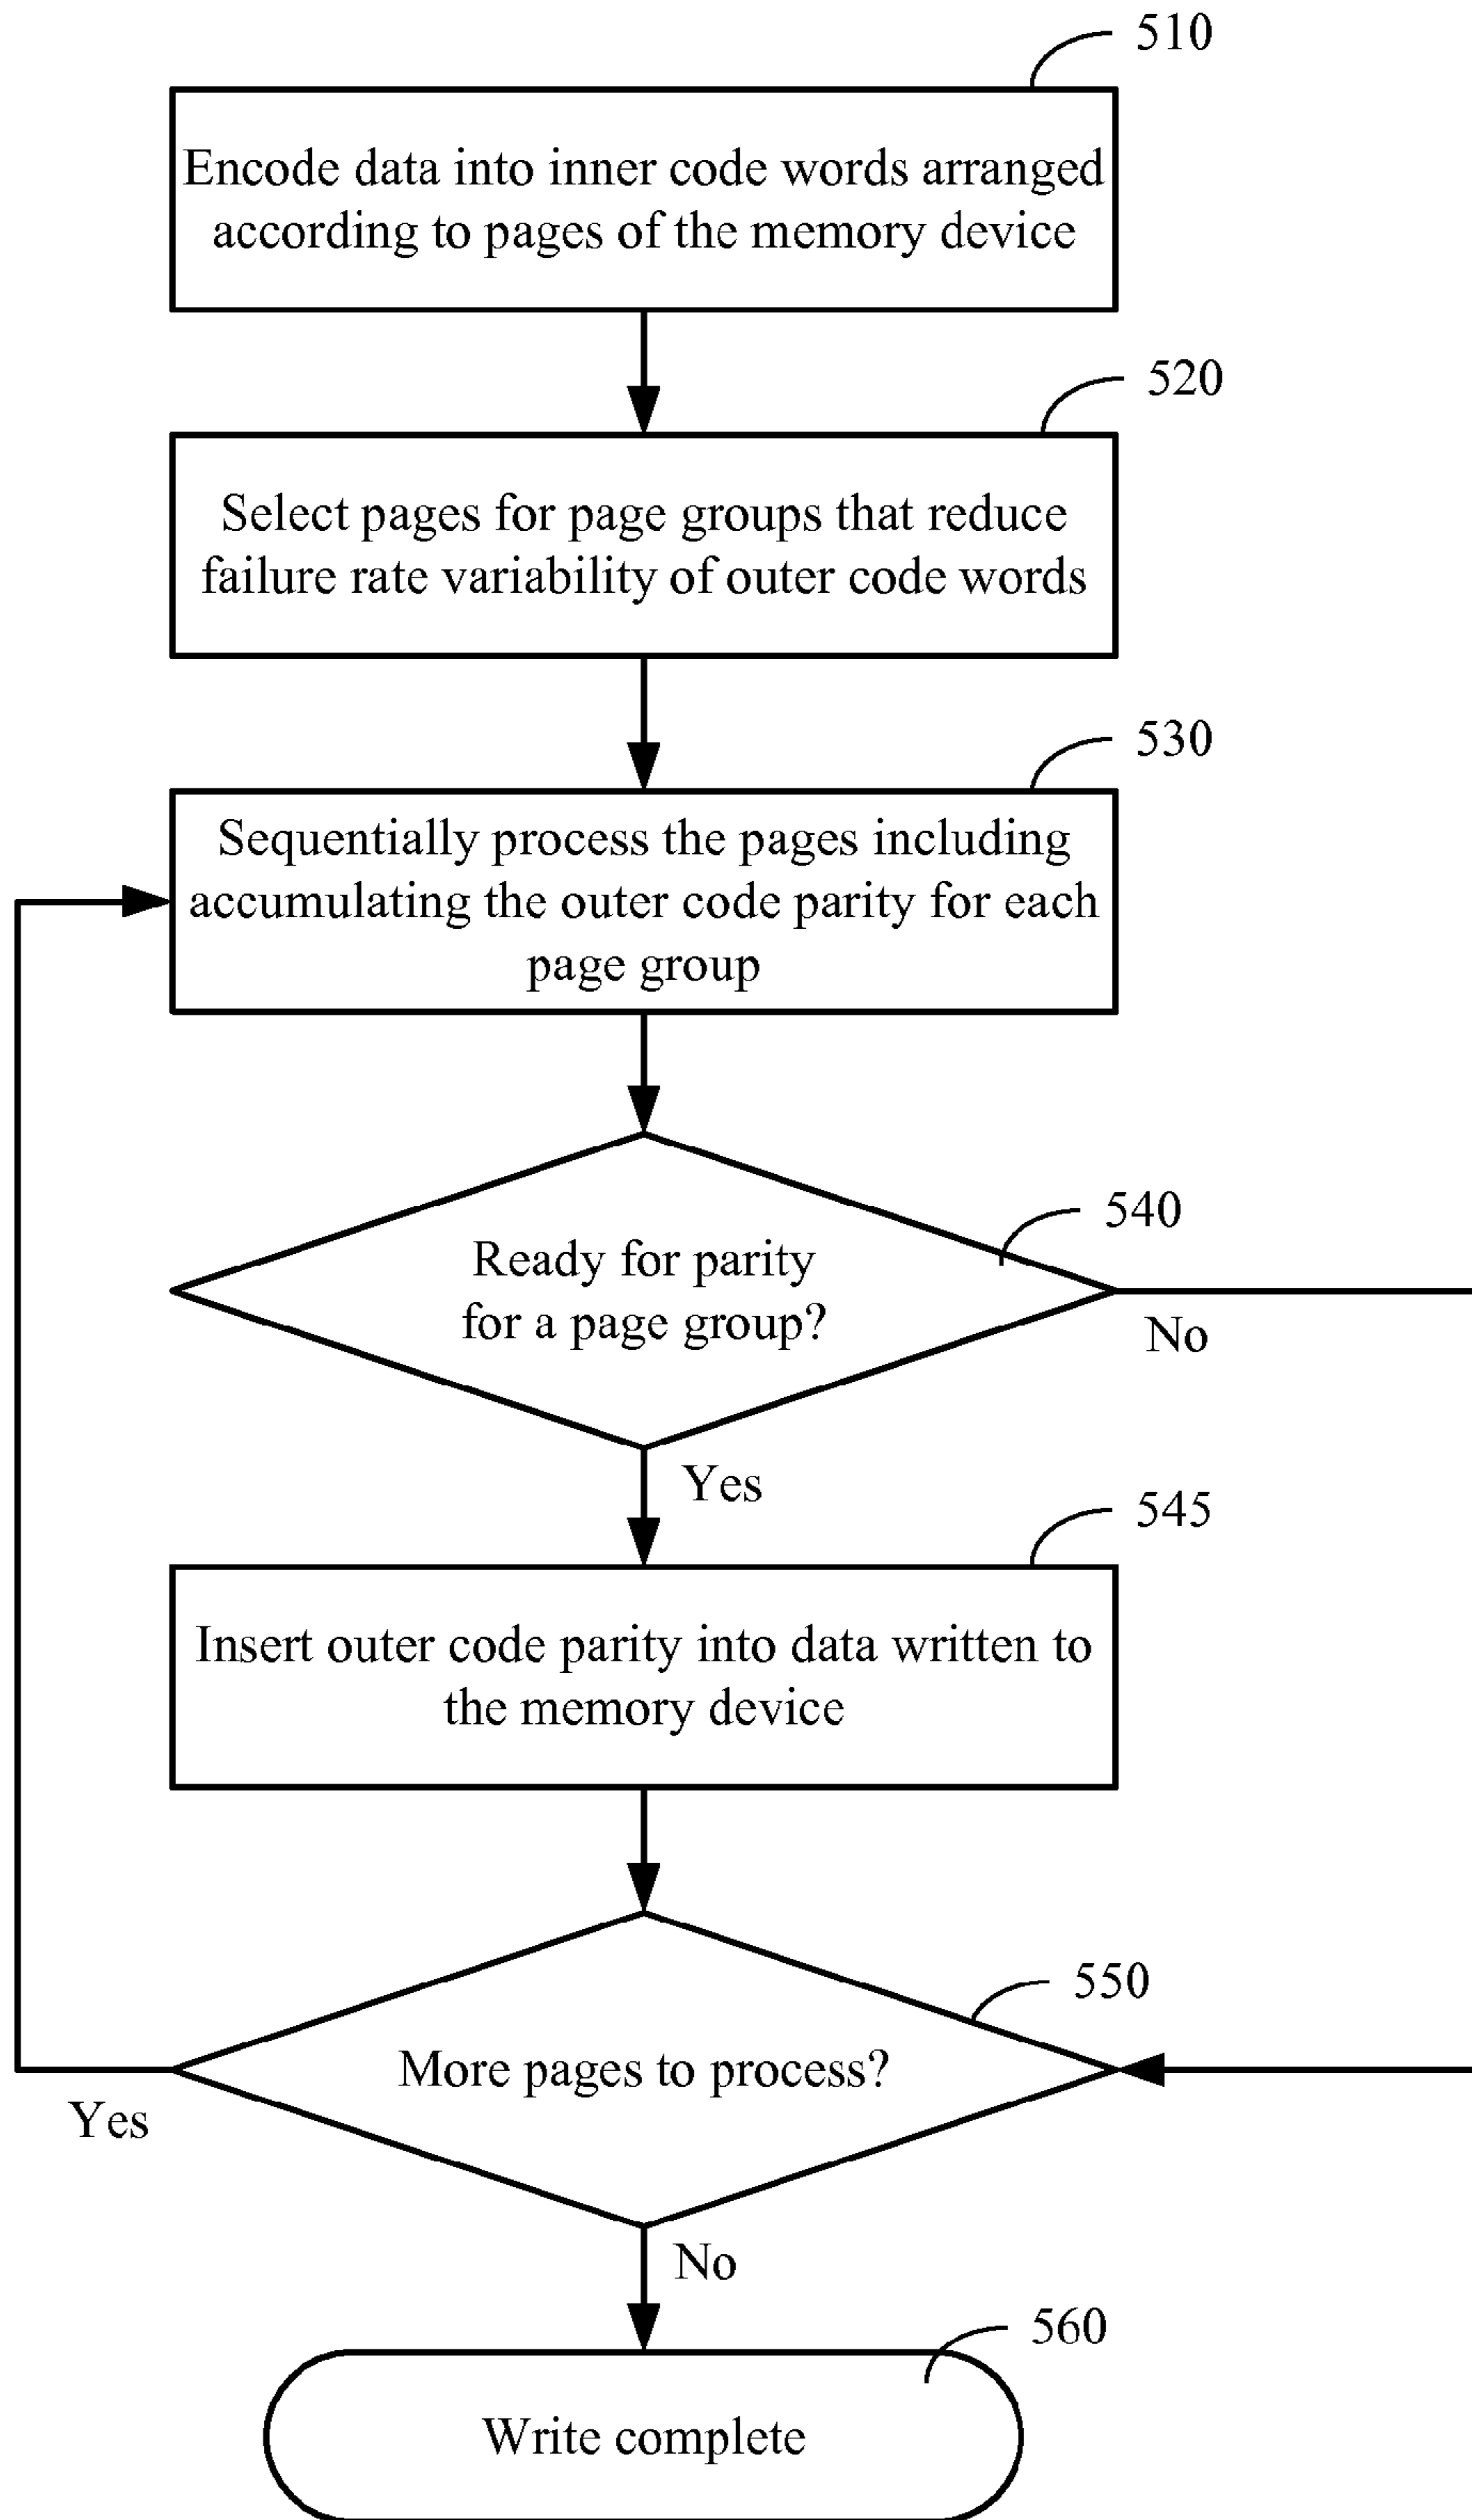 510
Encode data into inner code words arranged
according to pages of the memory device
520
Select pages for page groups that reduce
failure rate variability of outer code words
530
Sequentially process the pages including
accumulating the outer code parity for each
page group
540
Ready for parity
for a page group?
No
Yes
545
Insert outer code parity into data written to
the memory device
550
More pages to process?
Yes
No
560
Write complete